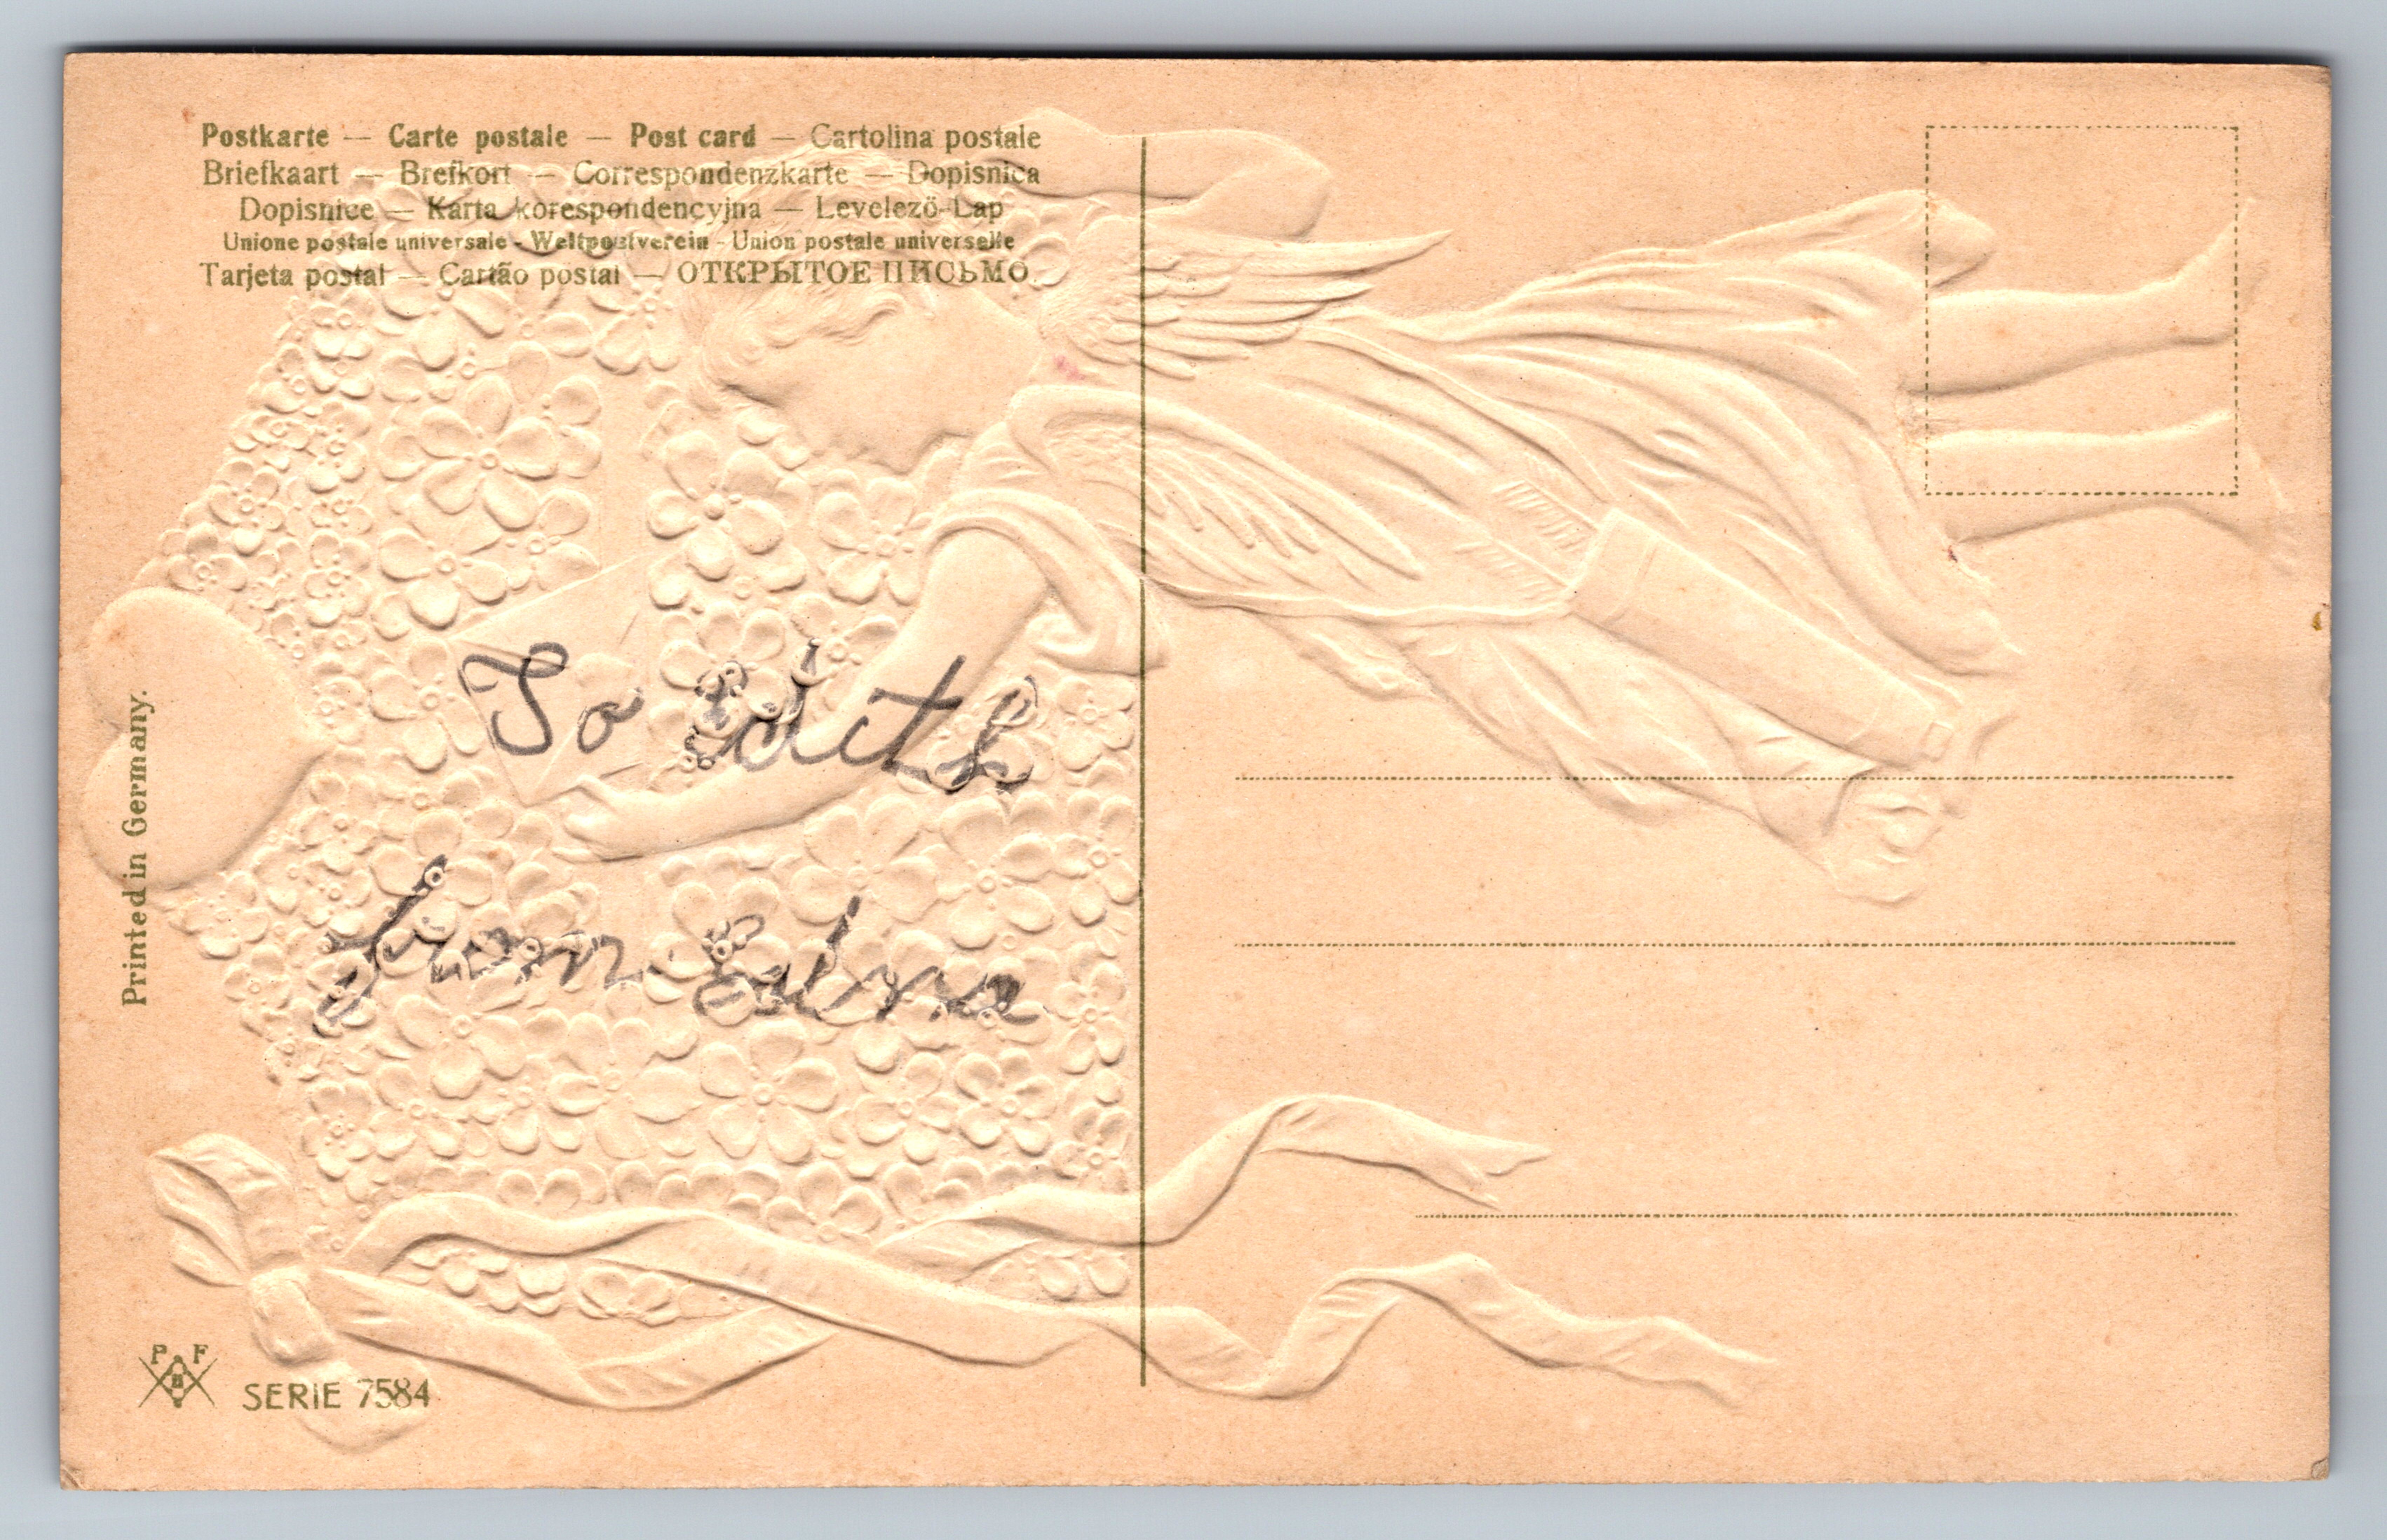 Postkarte — Carte postale — Post card — Cartolina postale
Briefkaart — Brefkort — Correspondenzkarte — Dopisnica
Dopisnice — Karta korespondencyjna — Levelező-Lap
Unione postale universale - Weltpostverein - Union postale universelle
Tarjeta postal — Cartão postal — ОТКРЫТОЕ ПИСЬМО
To Edith
from Edna
Printed in Germany.
P F
B
SERIE 7584